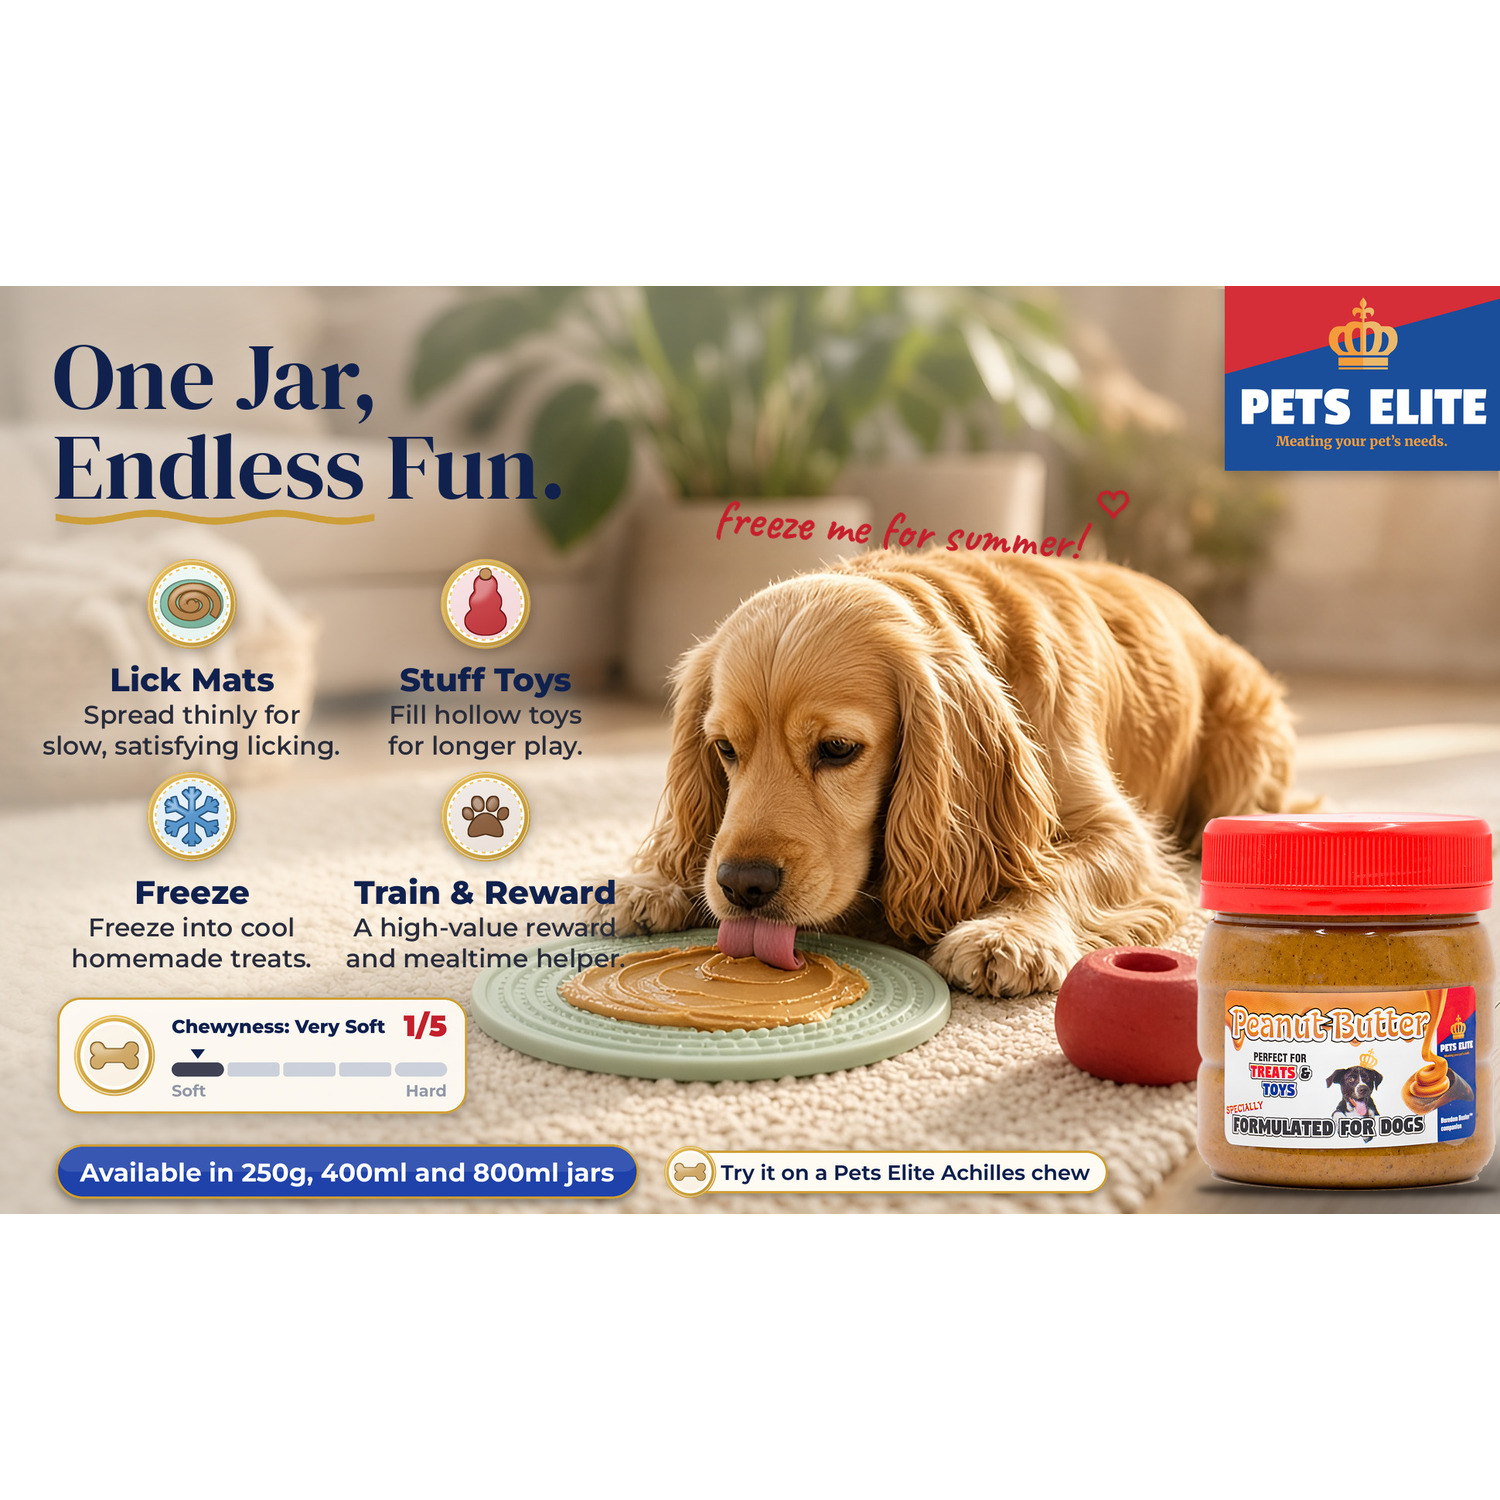 One Jar,
Endless Fun.
PETS ELITE
Meating your pet's needs.
freeze me for summer!
Lick Mats
Spread thinly for
slow, satisfying licking.
Stuff Toys
Fill hollow toys
for longer play.
Freeze
Freeze into cool
homemade treats.
Train & Reward
A high-value reward
and mealtime helper.
Chewyness: Very Soft 1/5
Soft Hard
Available in 250g, 400ml and 800ml jars
Try it on a Pets Elite Achilles chew
Peanut Butter
PETS ELITE
PERFECT FOR
TREATS &
TOYS
SPECIALLY
FORMULATED FOR DOGS
Boredom Buster
companion